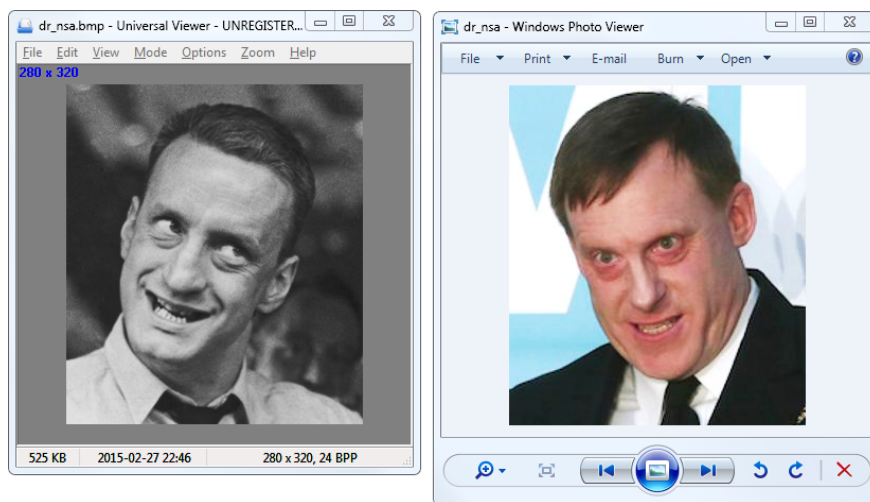 dr_nsa.bmp - Universal Viewer - UNREGISTER...
File Edit View Mode Options Zoom Help
280 x 320
525 KB 2015-02-27 22:46 280 x 320, 24 BPP
dr_nsa - Windows Photo Viewer
File Print E-mail Burn Open